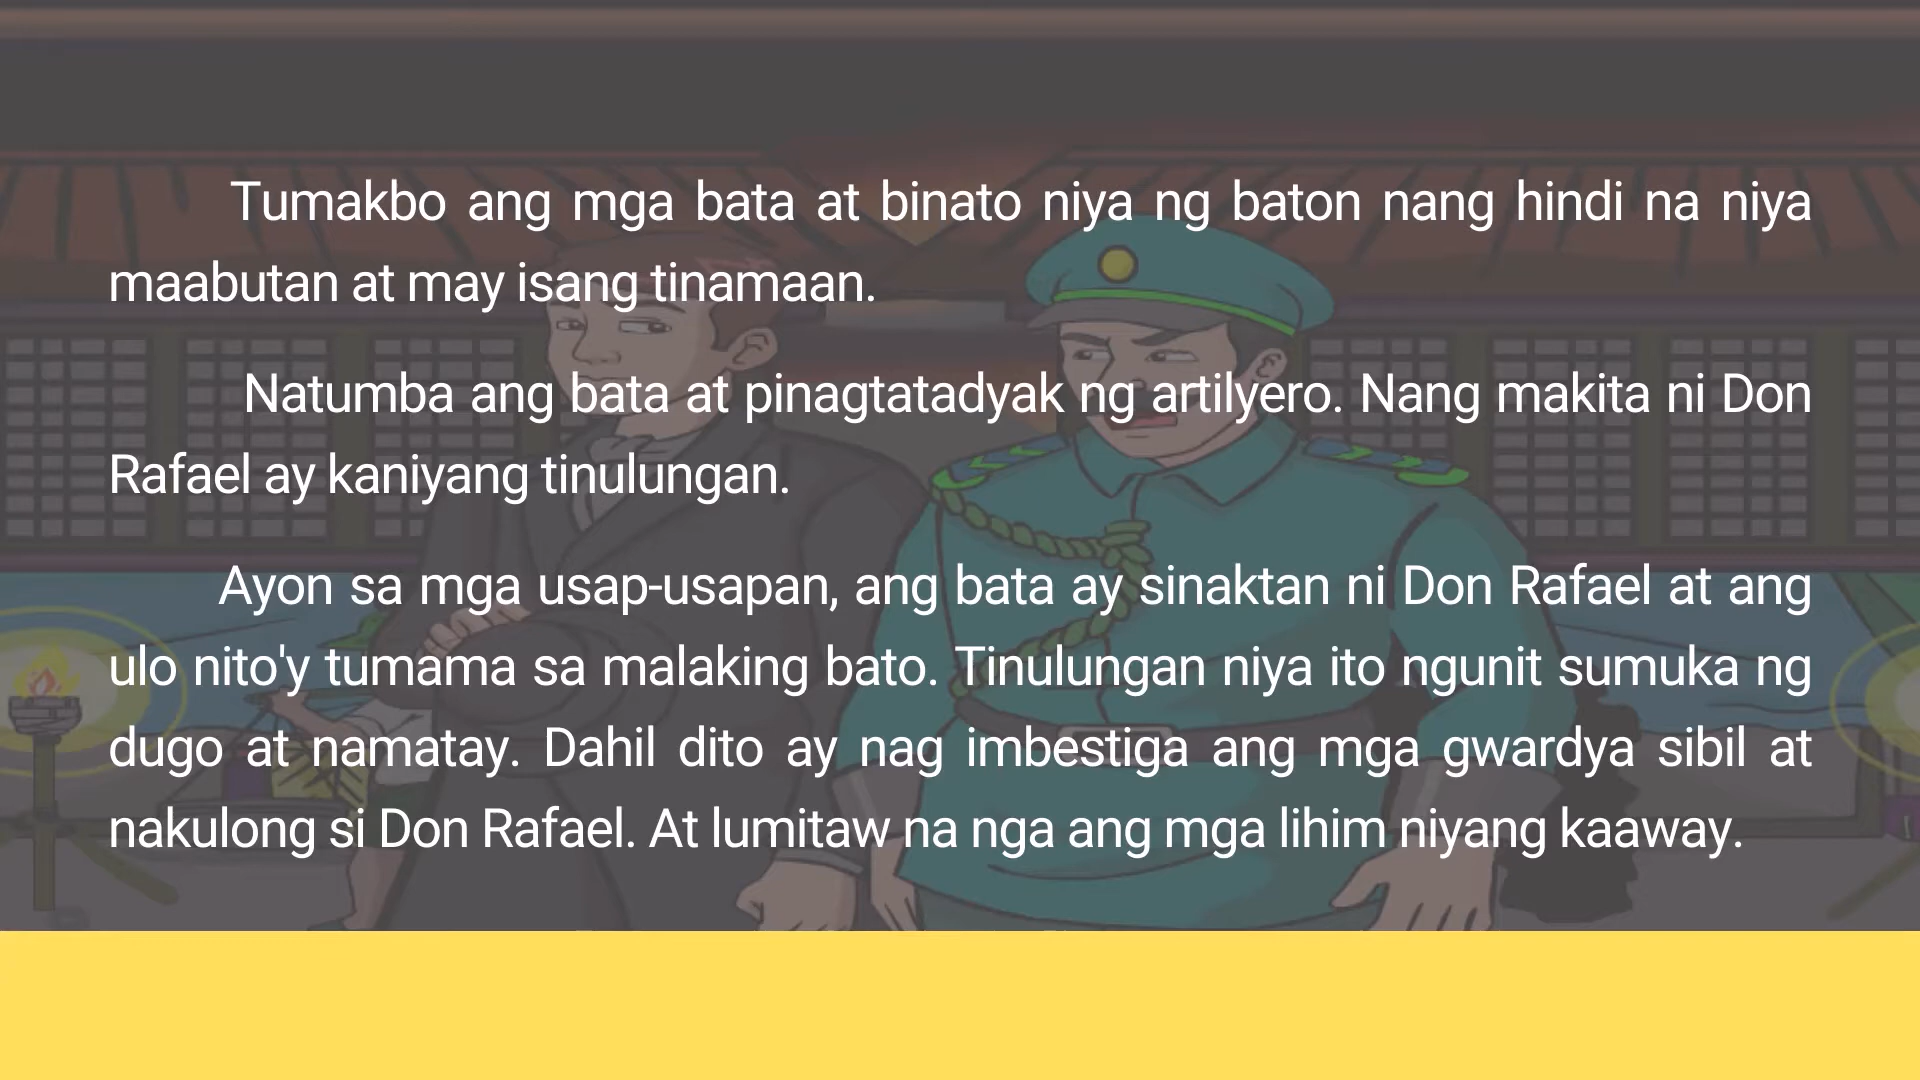 Tumakbo ang mga bata at binato niya ng baton nang hindi na niya
maabutan at may isang tinamaan.
Natumba ang bata at pinagtatadyak ng artilyero. Nang makita ni Don
Rafael ay kaniyang tinulungan.
Ayon sa mga usap-usapan, ang bata ay sinaktan ni Don Rafael at ang
ulo nito'y tumama sa malaking bato. Tinulungan niya ito ngunit sumuka ng
dugo at namatay. Dahil dito ay nag imbestiga ang mga gwardya sibil at
nakulong si Don Rafael. At lumitaw na nga ang mga lihim niyang kaaway.